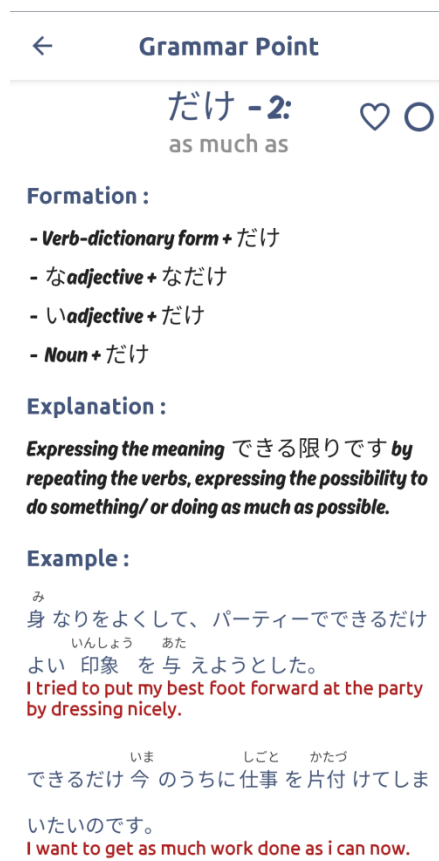 Grammar Point
だけ - 2:
as much as
Formation :
- Verb-dictionary form + だけ
- なadjective + なだけ
- いadjective + だけ
- Noun + だけ
Explanation :
Expressing the meaning できる限りです by
repeating the verbs, expressing the possibility to
do something/ or doing as much as possible.
Example :
み
身 なりをよくして、パーティーでできるだけ
いんしょう あた
よい 印象 を 与 えようとした。
I tried to put my best foot forward at the party
by dressing nicely.
いま しごと かたづ
できるだけ 今 のうちに 仕事 を 片付 けてしま
いたいのです。
I want to get as much work done as i can now.